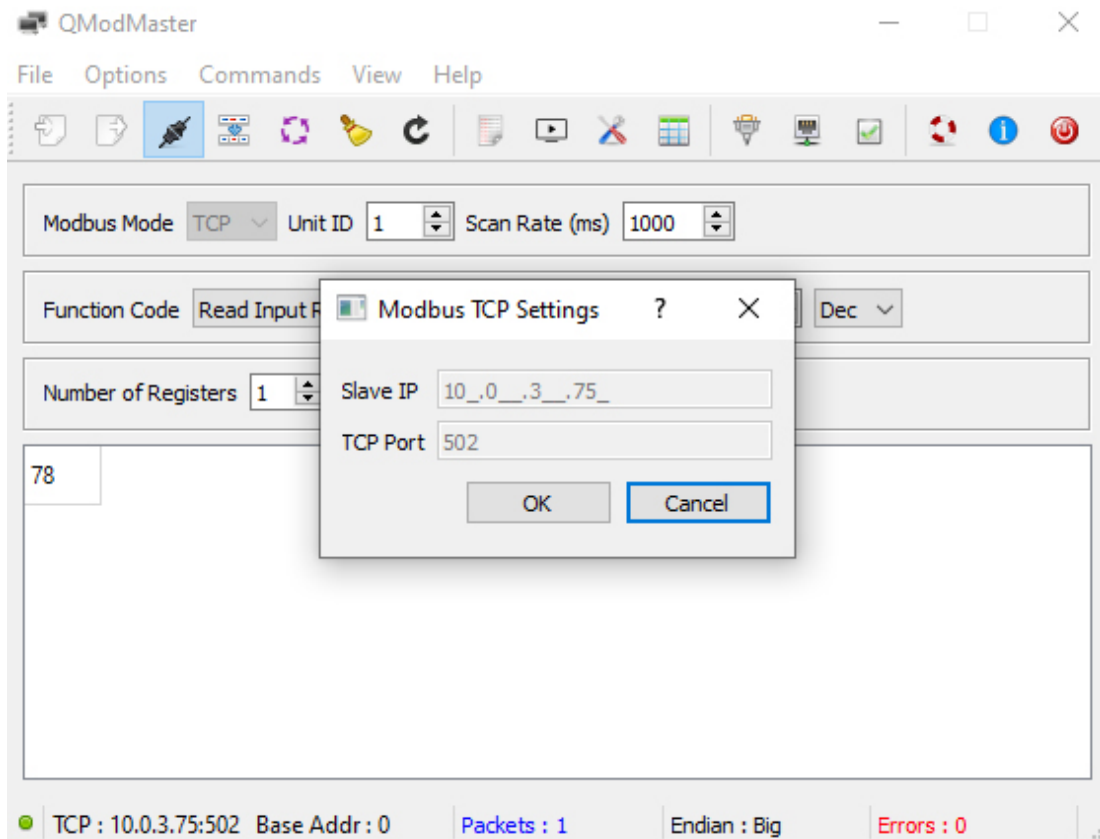 QModMaster
File Options Commands View Help
Modbus Mode TCP Unit ID 1 Scan Rate (ms) 1000
Function Code Read Input Dec
Modbus TCP Settings ?
Number of Registers 1
Slave IP 10_.0__.3__.75_
TCP Port 502
78
OK Cancel
TCP : 10.0.3.75:502 Base Addr : 0 Packets : 1 Endian : Big Errors : 0